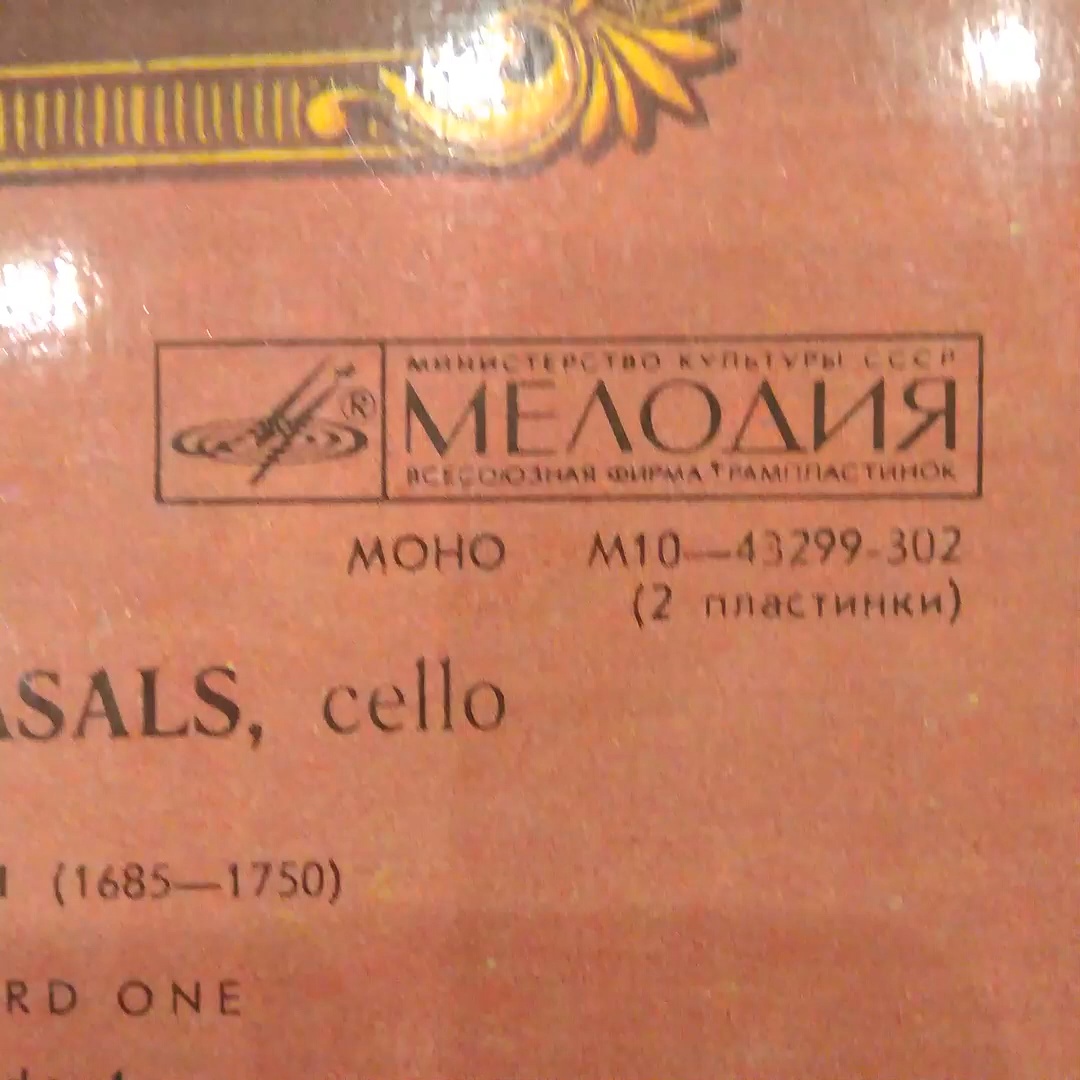 МИНИСТЕРСТВО КУЛЬТУРЫ СССР
МЕЛОДИЯ
ВСЕСОЮЗНАЯ ФИРМА ГРАМПЛАСТИНОК
®
МОНО М10—43299-302
(2 пластинки)
ASALS, cello
(1685—1750)
RD ONE